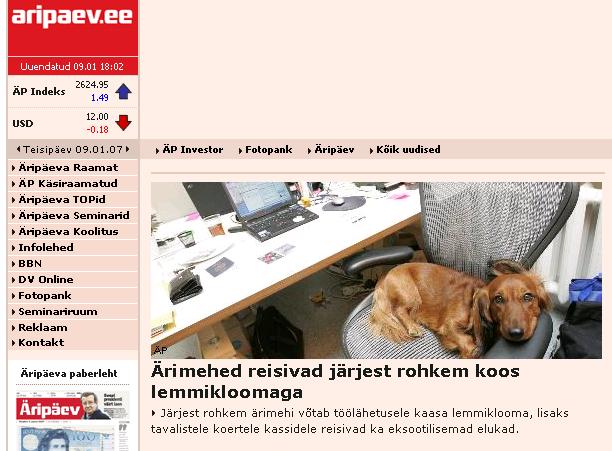 aripaev.ee
Uuendatud 09.01 18:02
ÄP Indeks 2624.95
1.49
USD 12.00
-0.18
Teisipäev 09.01.07
ÄP Investor Fotopank Äripäev Kõik uudised
Äripäeva Raamat
ÄP Käsiraamatud
Äripäeva TOPid
Äripäeva Seminarid
Äripäeva Koolitus
Infolehed
BBN
DV Online
Fotopank
Seminariruum
Reklaam
Kontakt
Äripäeva paberleht
Äripäev
ÄP
Ärimehed reisivad järjest rohkem koos
lemmikloomaga
Järjest rohkem ärimehi võtab töölähetusele kaasa lemmiklooma, lisaks
tavalistele koertele kassidele reisivad ka eksootilisemad elukad.